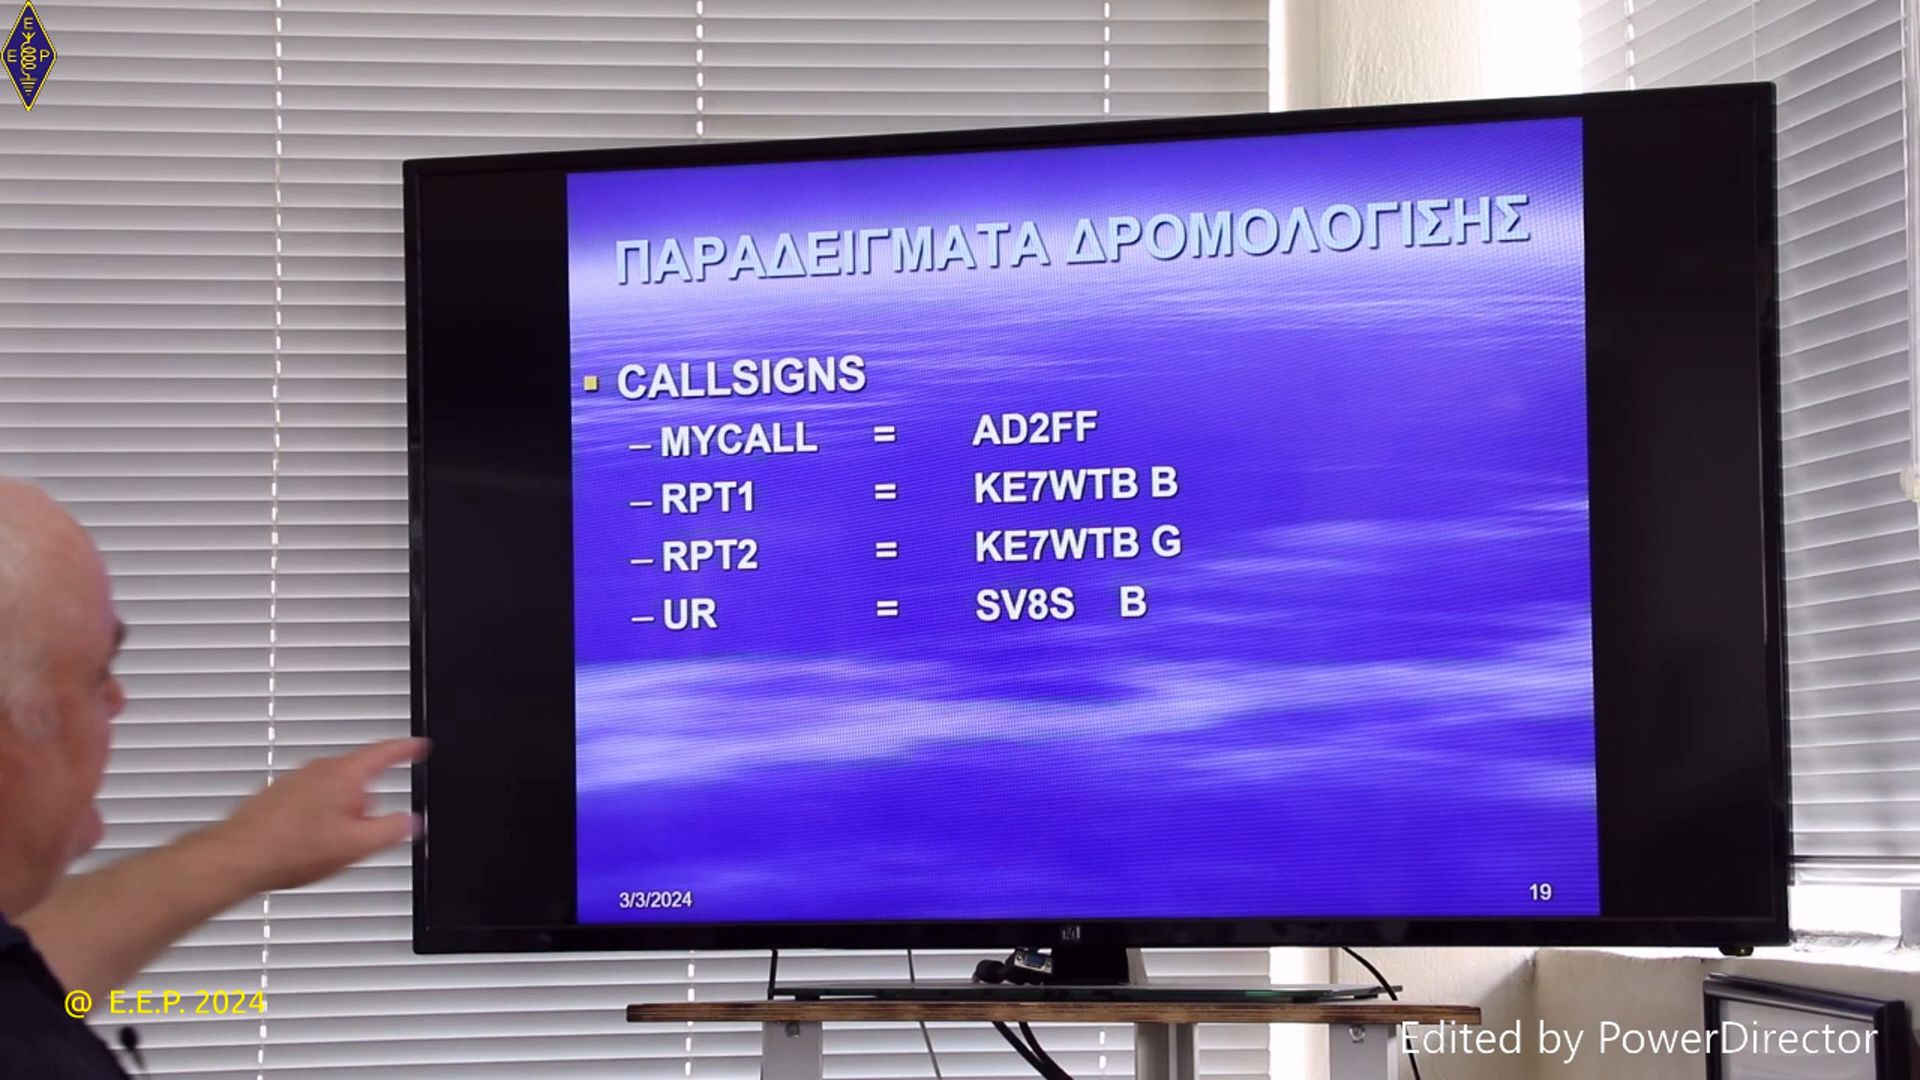 E
E P
ΠΑΡΑΔΕΙΓΜΑΤΑ ΔΡΟΜΟΛΟΓΙΣΗΣ
CALLSIGNS
– MYCALL = AD2FF
– RPT1 = KE7WTB B
– RPT2 = KE7WTB G
– UR = SV8S B
3/3/2024 19
@ E.E.P. 2024
Edited by PowerDirector